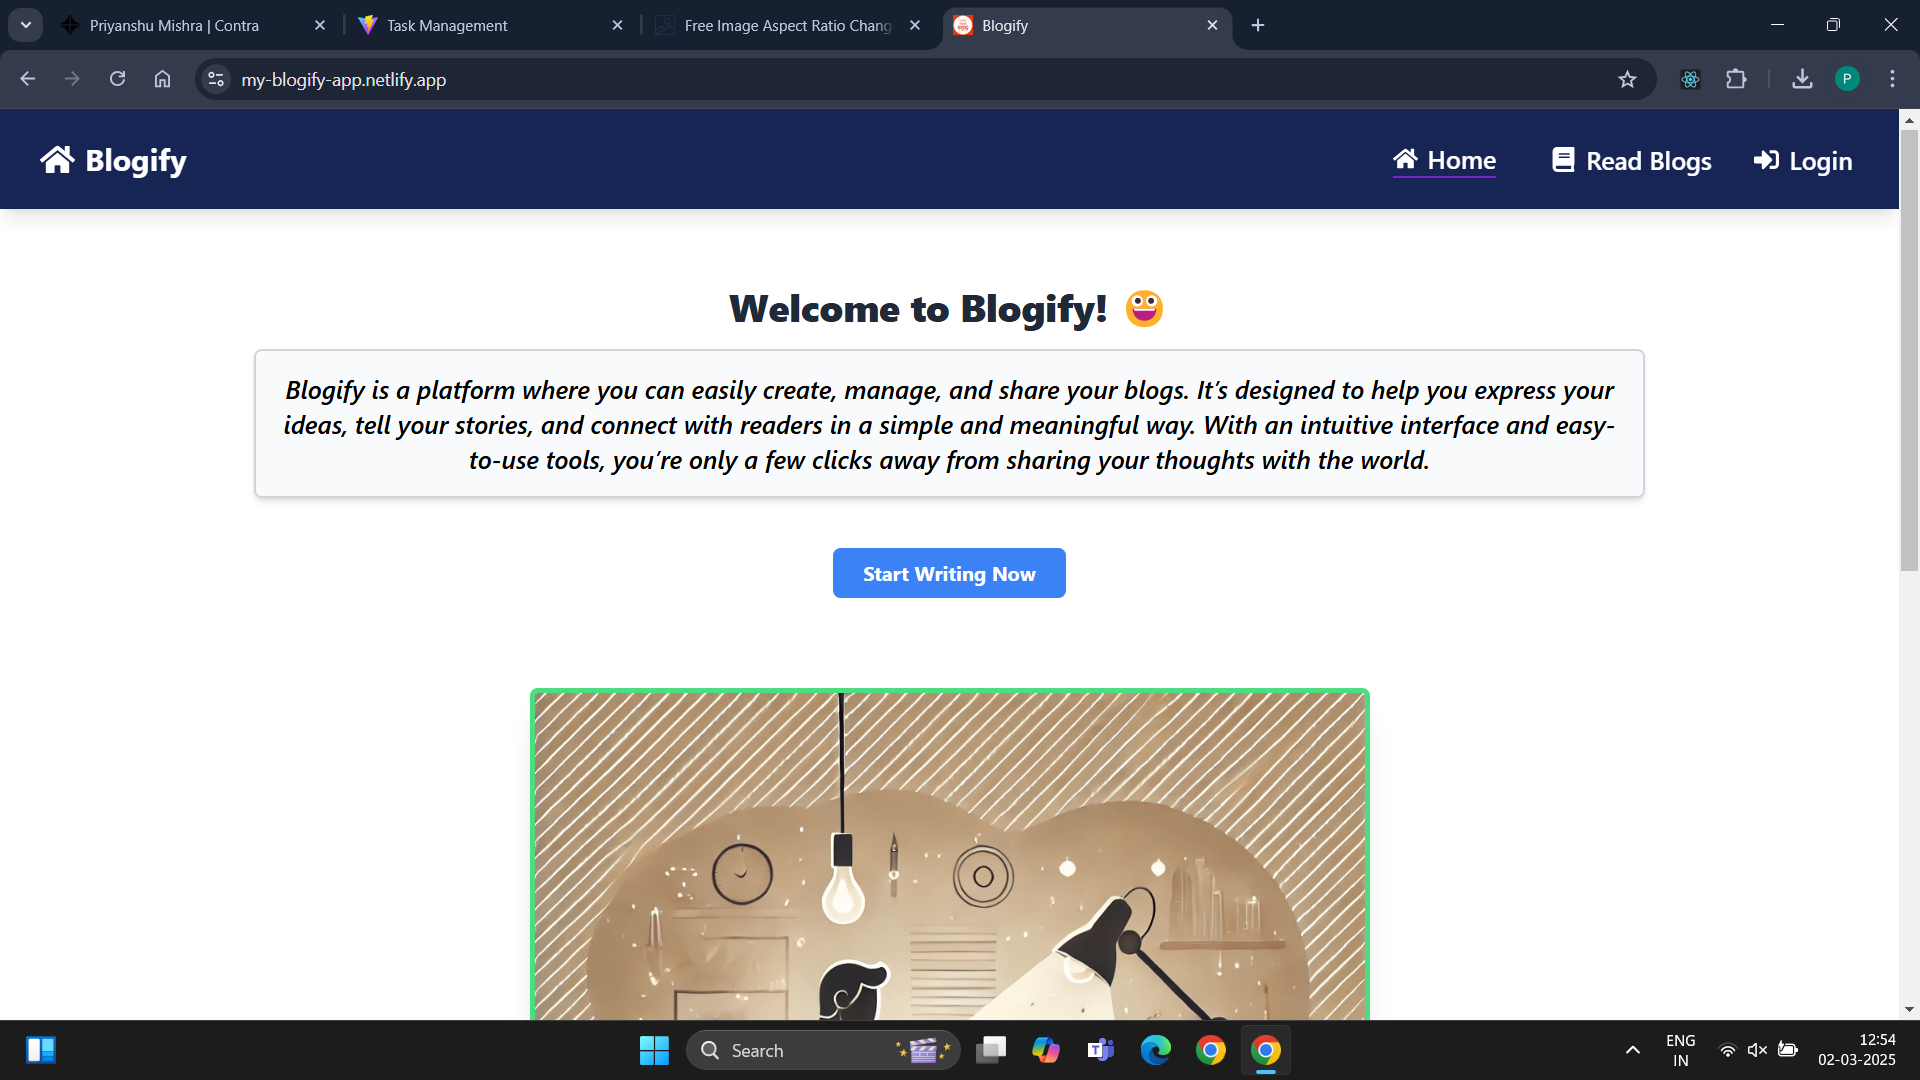 Priyanshu Mishra | Contra
Task Management
Free Image Aspect Ratio Chang
Blogify
my-blogify-app.netlify.app
P
Blogify
Home
Read Blogs
Login
Welcome to Blogify!
Blogify is a platform where you can easily create, manage, and share your blogs. It’s designed to help you express your
ideas, tell your stories, and connect with readers in a simple and meaningful way. With an intuitive interface and easy-
to-use tools, you’re only a few clicks away from sharing your thoughts with the world.
Start Writing Now
Search
ENG
IN
12:54
02-03-2025